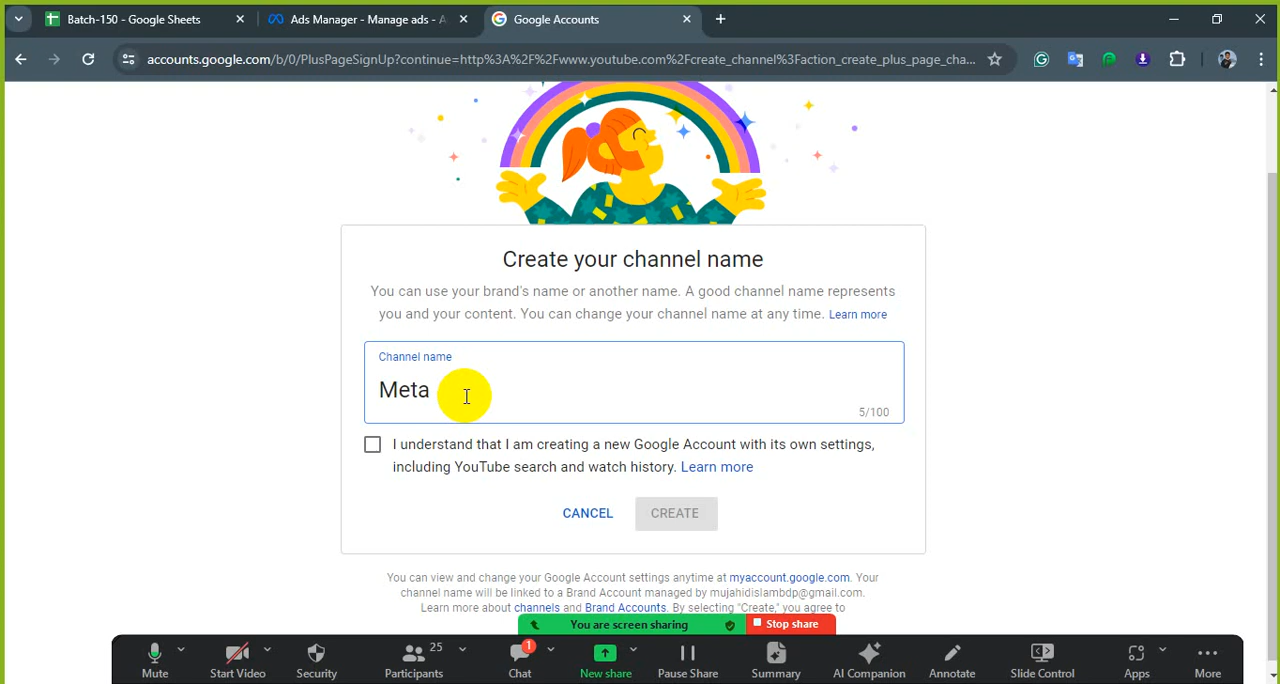 Batch-150 - Google Sheets
Ads Manager - Manage ads - A
Google Accounts
accounts.google.com/b/0/PlusPageSignUp?continue=http%3A%2F%2Fwww.youtube.com%2Fcreate_channel%3Faction_create_plus_page_cha...
Create your channel name
You can use your brand's name or another name. A good channel name represents
you and your content. You can change your channel name at any time. Learn more
Channel name
Meta
5/100
I understand that I am creating a new Google Account with its own settings,
including YouTube search and watch history. Learn more
CANCEL
CREATE
You can view and change your Google Account settings anytime at myaccount.google.com. Your
channel name will be linked to a Brand Account managed by mujahidislambdp@gmail.com.
Learn more about channels and Brand Accounts. By selecting "Create," you agree to
You are screen sharing
Stop share
25
1
Mute
Start Video
Security
Participants
Chat
New share
Pause Share
Summary
AI Companion
Annotate
Slide Control
Apps
More